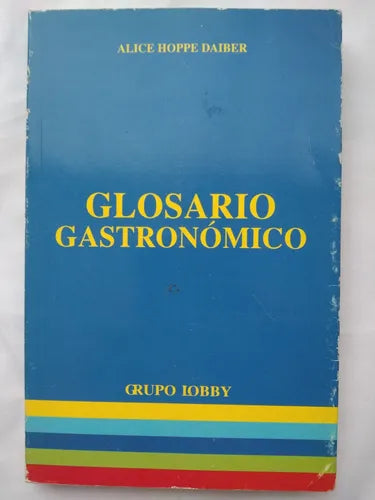 ALICE HOPPE DAIBER
GLOSARIO
GASTRONÓMICO
GRUPO LOBBY